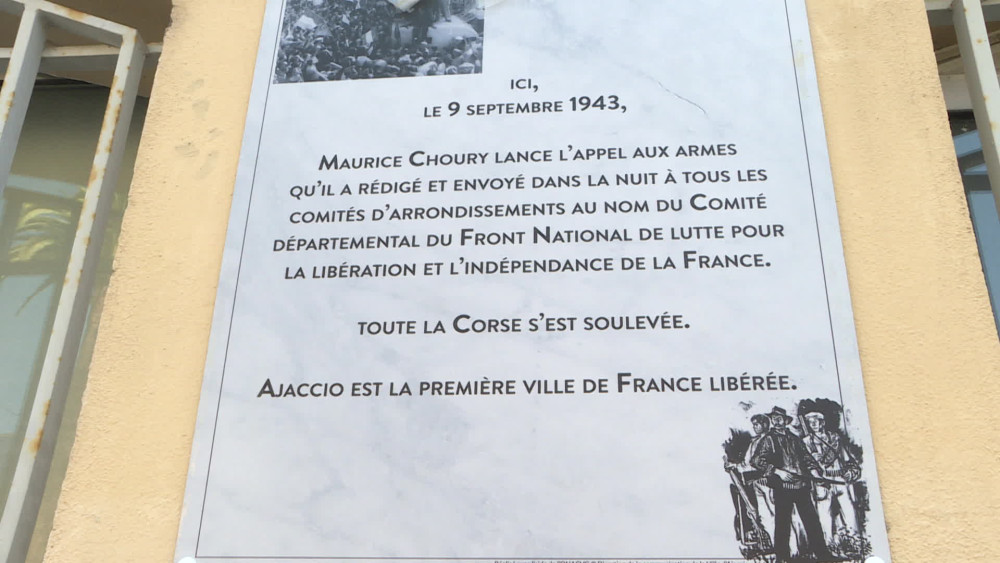 ICI,
LE 9 SEPTEMBRE 1943,
MAURICE CHOURY LANCE L'APPEL AUX ARMES
QU'IL A RÉDIGÉ ET ENVOYÉ DANS LA NUIT À TOUS LES
COMITÉS D'ARRONDISSEMENTS AU NOM DU COMITÉ
DÉPARTEMENTAL DU FRONT NATIONAL DE LUTTE POUR
LA LIBÉRATION ET L'INDÉPENDANCE DE LA FRANCE.
TOUTE LA CORSE S'EST SOULEVÉE.
AJACCIO EST LA PREMIÈRE VILLE DE FRANCE LIBÉRÉE.